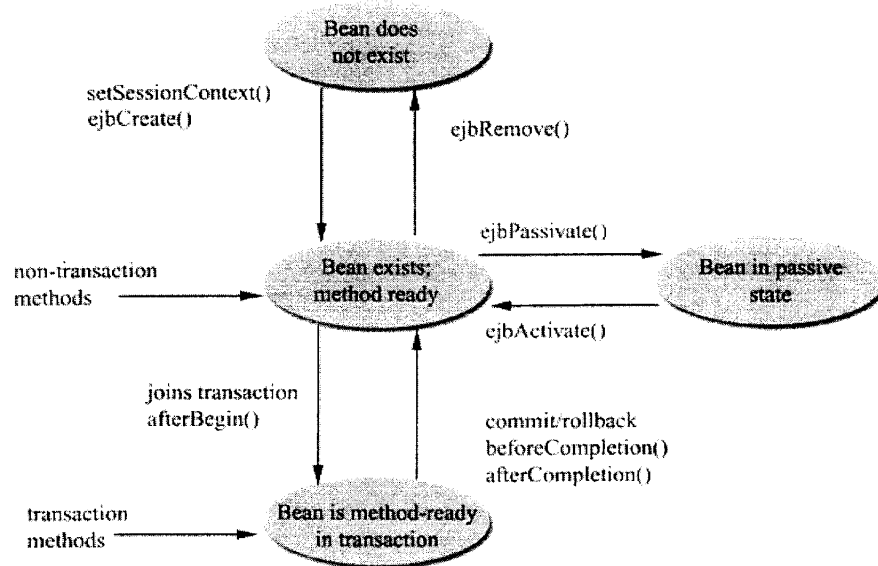 Bean does
not exist
setSessionContext()
ejbCreate()
ejbRemove()
ejbPassivate()
non-transaction
methods
Bean exists;
method ready
Bean in passive
state
ejbActivate()
joins transaction
afterBegin()
commit/rollback
beforeCompletion()
afterCompletion()
transaction
methods
Bean is method-ready
in transaction